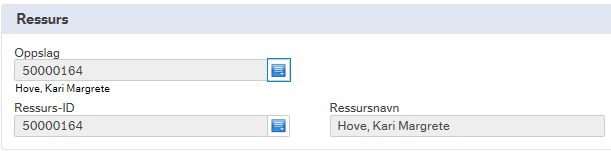 Ressurs
Oppslag
50000164
Hove, Kari Margrete
Ressurs-ID
Ressursnavn
50000164
Hove, Kari Margrete